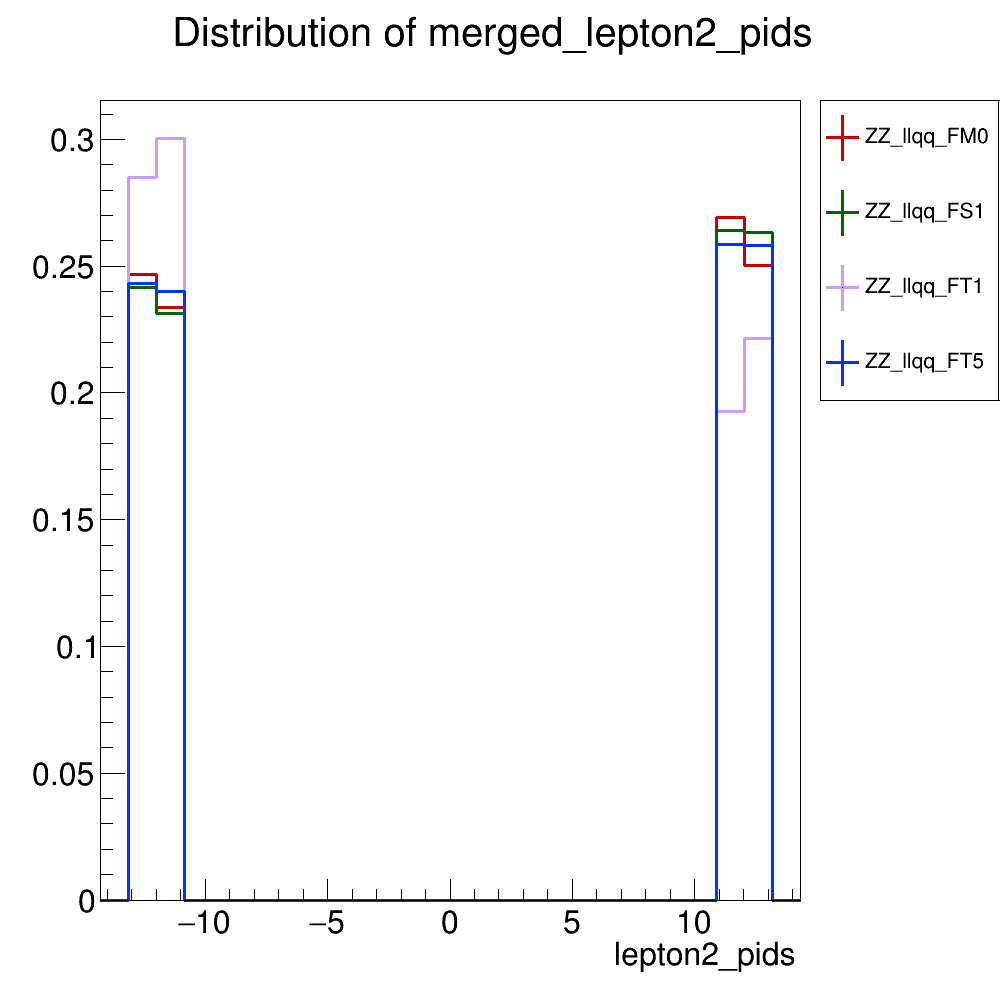 Distribution of merged_lepton2_pids
0.3
0.25
0.2
0.15
0.1
0.05
0
−10
−5
0
5
10
lepton2_pids
ZZ_llqq_FM0
ZZ_llqq_FS1
ZZ_llqq_FT1
ZZ_llqq_FT5